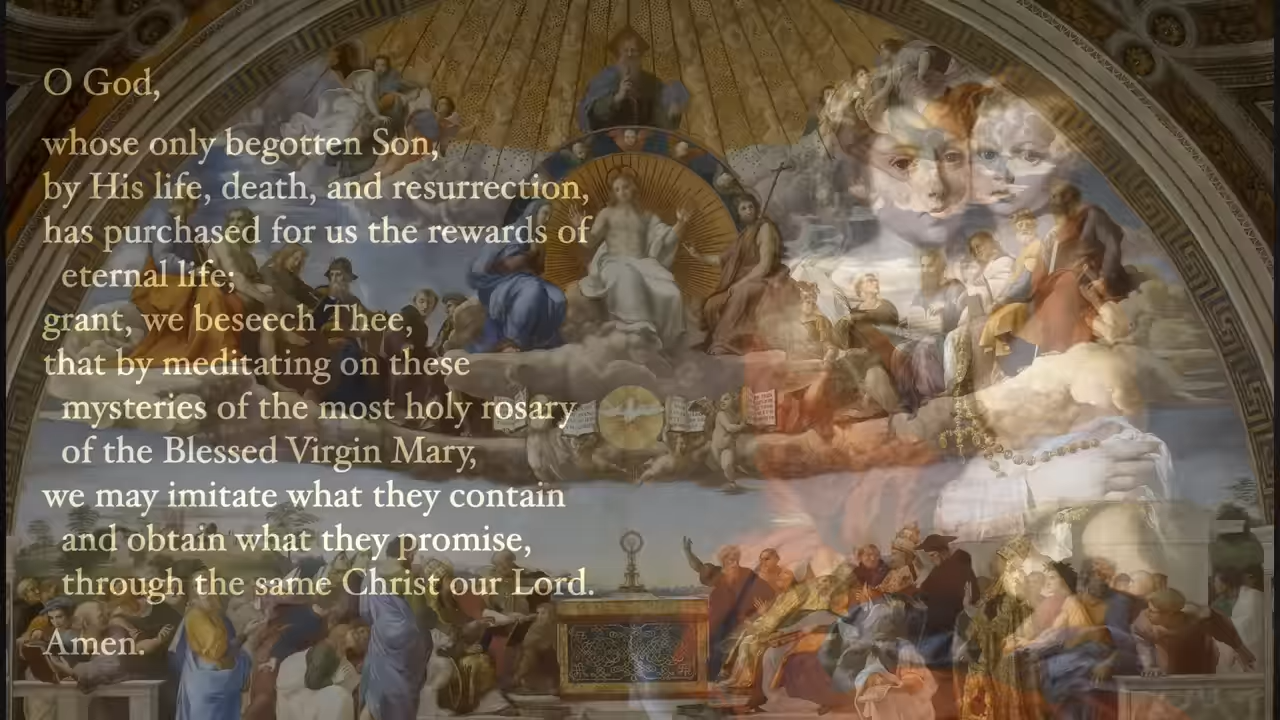 O God,
whose only begotten Son,
by His life, death, and resurrection,
has purchased for us the rewards of
eternal life;
grant, we beseech Thee,
that by meditating on these
mysteries of the most holy rosary
of the Blessed Virgin Mary,
we may imitate what they contain
and obtain what they promise,
through the same Christ our Lord.
Amen.